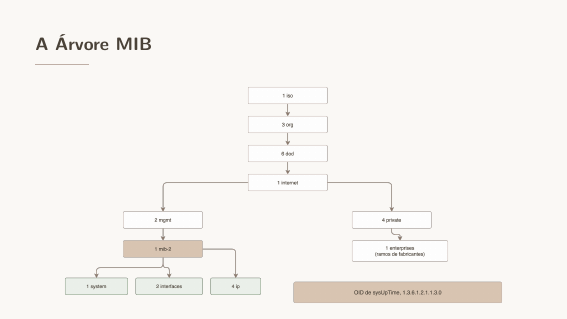 A Árvore MIB
1 iso
3 org
6 dod
1 internet
2 mgmt
4 private
1 mib-2
1 enterprises
(ramos de fabricantes)
1 system
2 interfaces
4 ip
OID de sysUpTime, 1.3.6.1.2.1.1.3.0